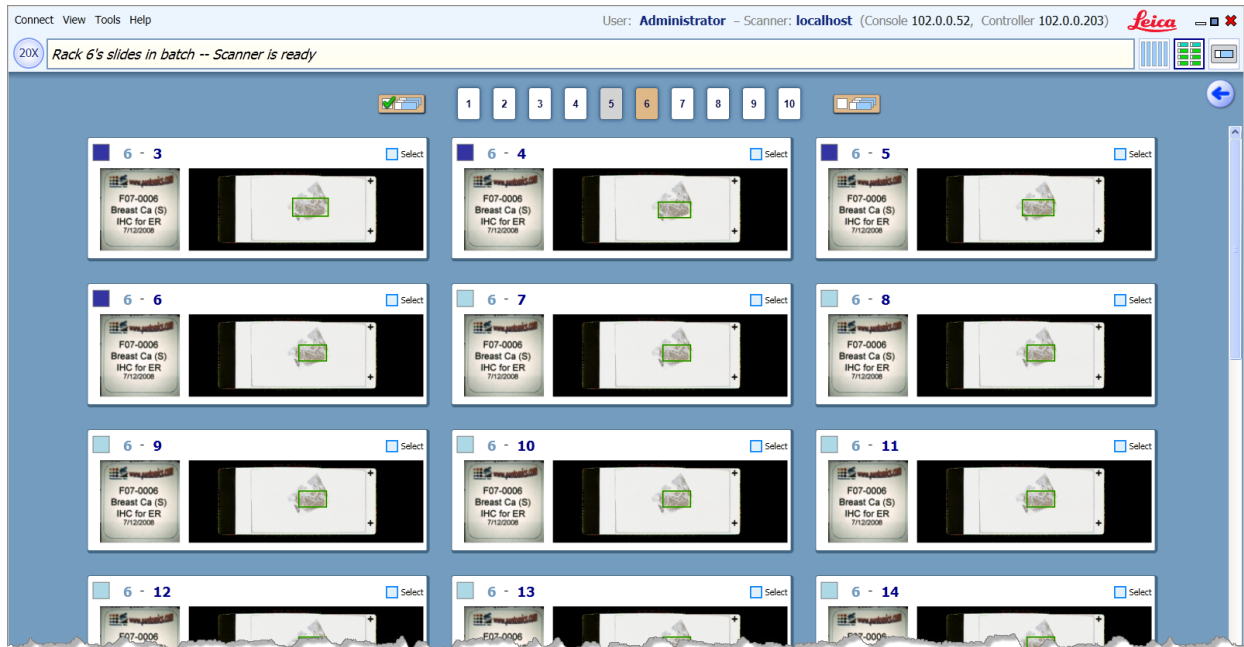 Connect View Tools Help
User: Administrator – Scanner: localhost (Console 102.0.0.52, Controller 102.0.0.203)
Leica
20X
Rack 6's slides in batch -- Scanner is ready
1 2 3 4 5 6 7 8 9 10
6 - 3 Select
F07-0006
Breast Ca (S)
IHC for ER
7/12/2008
6 - 4 Select
F07-0006
Breast Ca (S)
IHC for ER
7/12/2008
6 - 5 Select
F07-0006
Breast Ca (S)
IHC for ER
7/12/2008
6 - 6 Select
F07-0006
Breast Ca (S)
IHC for ER
7/12/2008
6 - 7 Select
F07-0006
Breast Ca (S)
IHC for ER
7/12/2008
6 - 8 Select
F07-0006
Breast Ca (S)
IHC for ER
7/12/2008
6 - 9 Select
F07-0006
Breast Ca (S)
IHC for ER
7/12/2008
6 - 10 Select
F07-0006
Breast Ca (S)
IHC for ER
7/12/2008
6 - 11 Select
F07-0006
Breast Ca (S)
IHC for ER
7/12/2008
6 - 12 Select
F07-0006
6 - 13 Select
F07-0006
6 - 14 Select
F07-0006